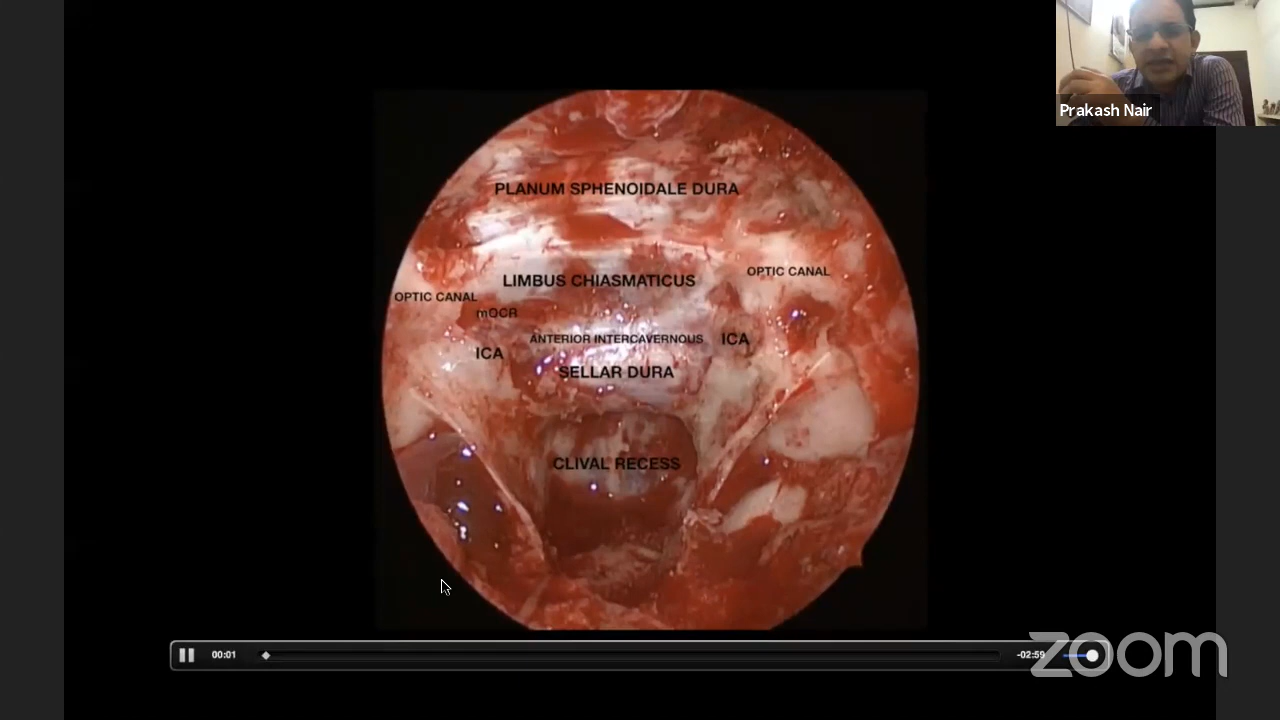 Prakash Nair
PLANUM SPHENOIDALE DURA
LIMBUS CHIASMATICUS
OPTIC CANAL
OPTIC CANAL
mOCR
ANTERIOR INTERCAVERNOUS
ICA
ICA
SELLAR DURA
CLIVAL RECESS
00:01
-02:59
zoom